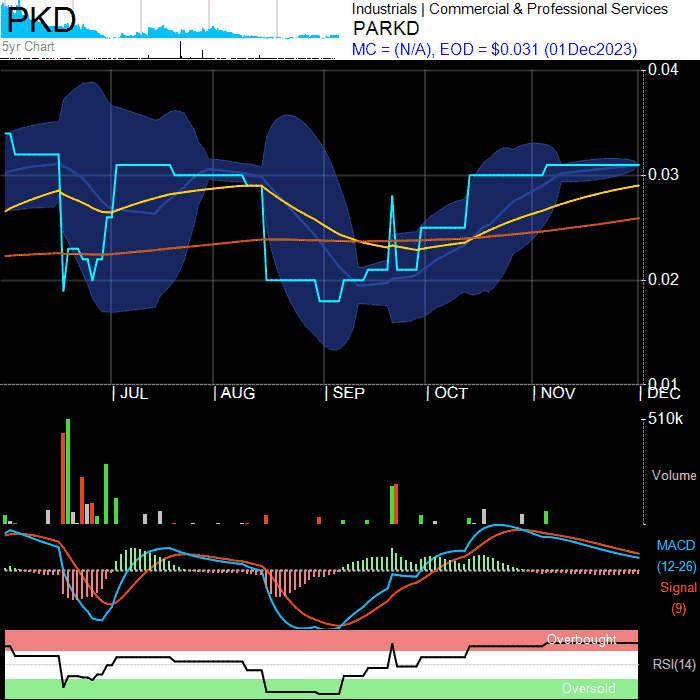 PKD
5yr Chart
Industrials | Commercial & Professional Services
PARKD
MC = (N/A), EOD = $0.031 (01Dec2023)
0.04
0.03
0.02
0.01
JUL
AUG
SEP
OCT
NOV
DEC
510k
Volume
MACD
(12-26)
Signal
(9)
Overbought
RSI(14)
Oversold